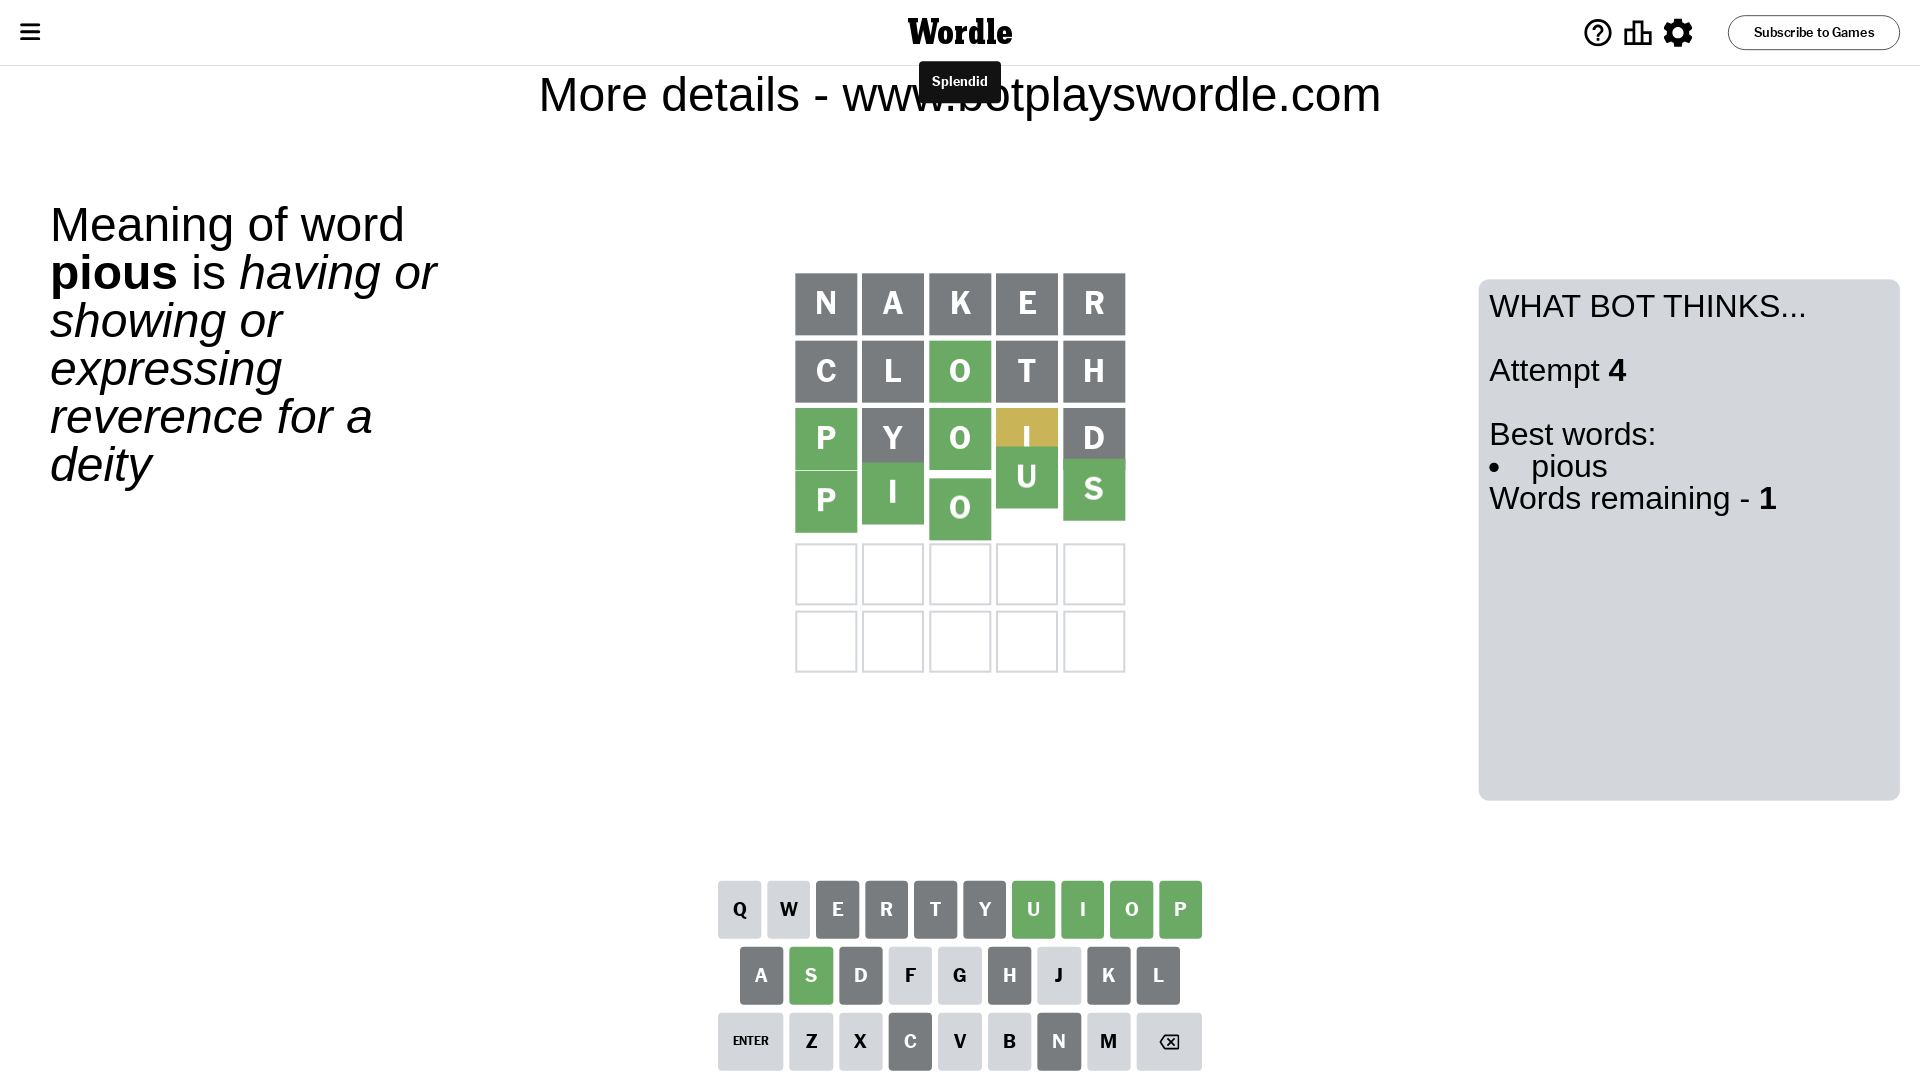 Wordle
Subscribe to Games
Splendid
More details - www.botplayswordle.com
Meaning of word
pious is having or
showing or
expressing
reverence for a
deity
N A K E R
C L O T H
P Y O I D
P I O U S
WHAT BOT THINKS...
Attempt 4
Best words:
• pious
Words remaining - 1
Q W E R T Y U I O P
A S D F G H J K L
ENTER Z X C V B N M